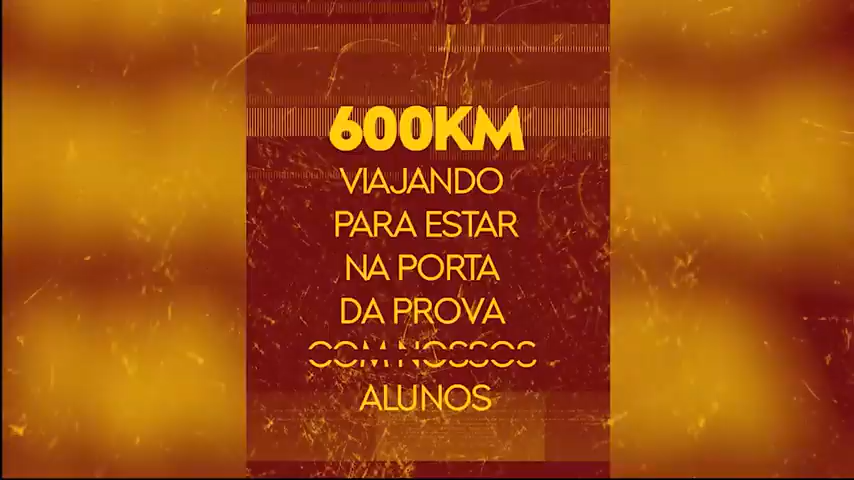 600KM
VIAJANDO
PARA ESTAR
NA PORTA
DA PROVA
COM NOSSOS
ALUNOS